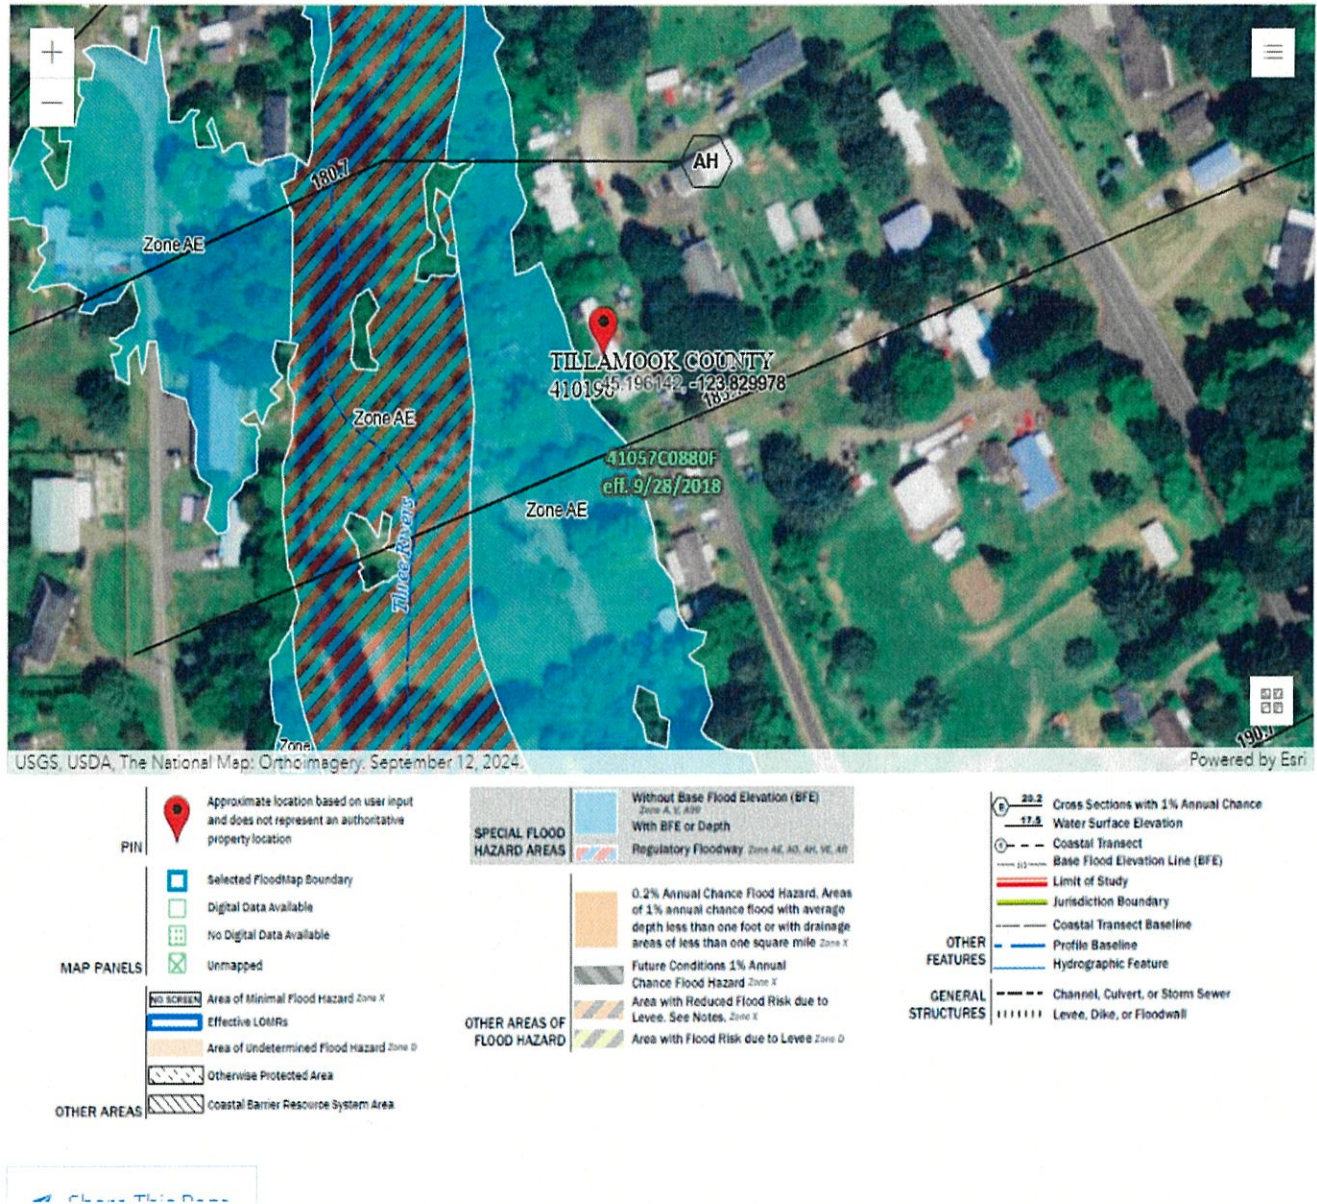 +
−
180.7
AH
Zone AE
TILLAMOOK COUNTY
410196
45.196142, -123.829978
Zone AE
41057C0880F
eff. 9/28/2018
Zone AE
Three Rivers
Zone
190.7
USGS, USDA, The National Map: Orthoimagery. September 12, 2024.
Powered by Esri
PIN
Approximate location based on user input
and does not represent an authoritative
property location
MAP PANELS
Selected FloodMap Boundary
Digital Data Available
No Digital Data Available
Unmapped
OTHER AREAS
NO SCREEN Area of Minimal Flood Hazard Zone X
Effective LOMRs
Area of Undetermined Flood Hazard Zone D
Otherwise Protected Area
Coastal Barrier Resource System Area
SPECIAL FLOOD
HAZARD AREAS
Without Base Flood Elevation (BFE)
Zone A, V, A99
With BFE or Depth
Regulatory Floodway Zone AE, AO, AH, VE, AR
OTHER AREAS OF
FLOOD HAZARD
0.2% Annual Chance Flood Hazard, Areas
of 1% annual chance flood with average
depth less than one foot or with drainage
areas of less than one square mile Zone X
Future Conditions 1% Annual
Chance Flood Hazard Zone X
Area with Reduced Flood Risk due to
Levee. See Notes. Zone X
Area with Flood Risk due to Levee Zone D
OTHER
FEATURES
20.2 Cross Sections with 1% Annual Chance
17.5 Water Surface Elevation
Coastal Transect
Base Flood Elevation Line (BFE)
Limit of Study
Jurisdiction Boundary
Coastal Transect Baseline
Profile Baseline
Hydrographic Feature
GENERAL
STRUCTURES
Channel, Culvert, or Storm Sewer
Levee, Dike, or Floodwall
Share This Page